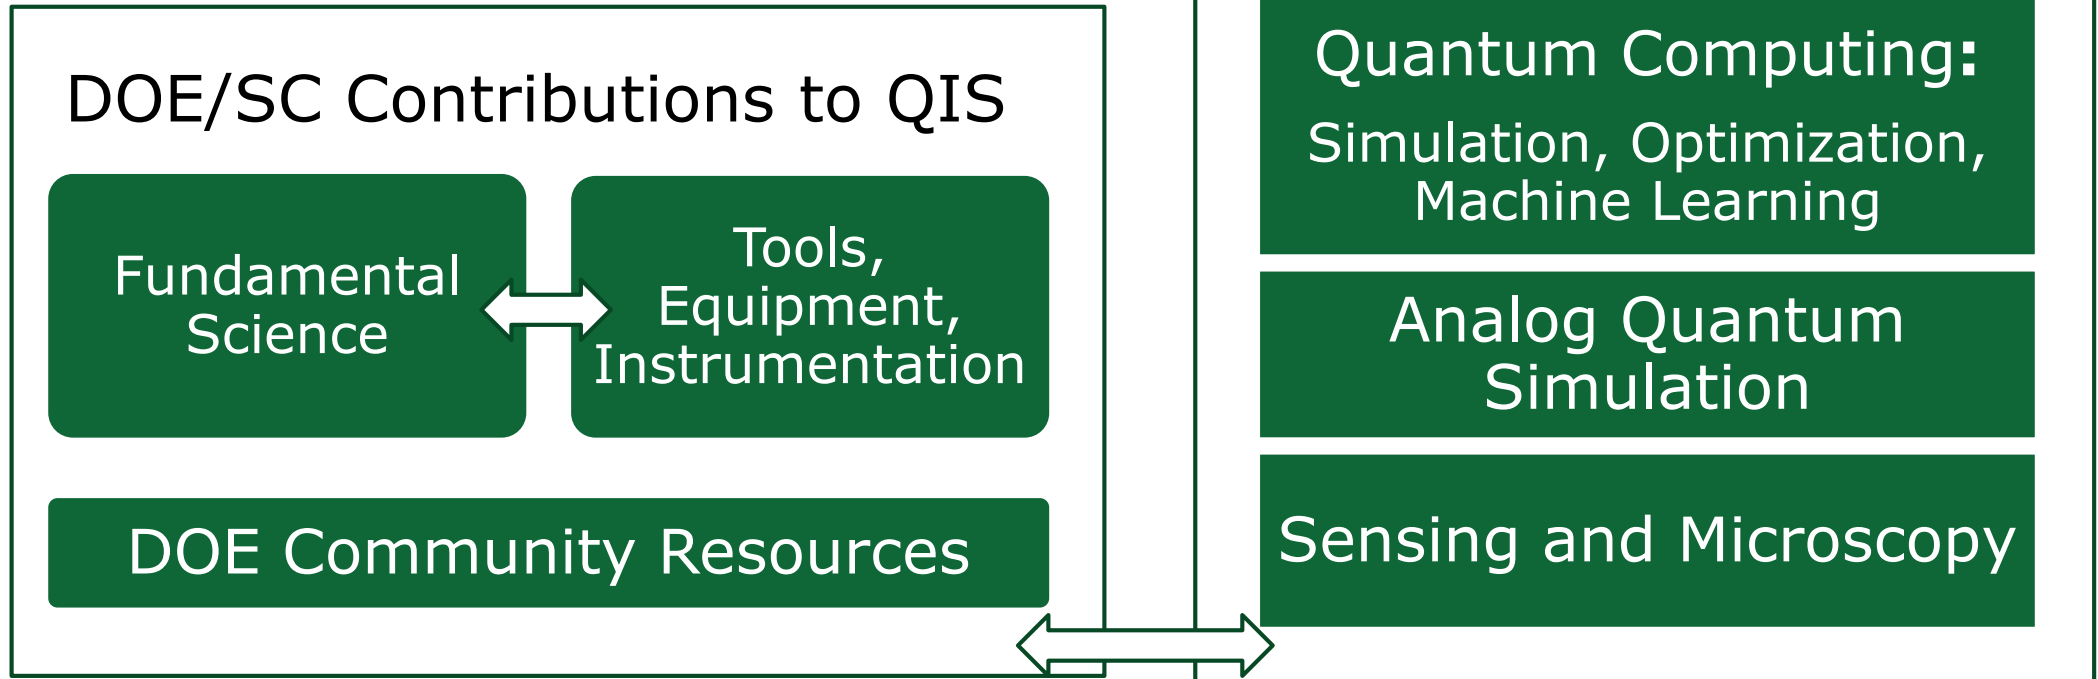 DOE/SC Contributions to QIS
Fundamental
Science
Tools,
Equipment,
Instrumentation
DOE Community Resources
Quantum Computing:
Simulation, Optimization,
Machine Learning
Analog Quantum
Simulation
Sensing and Microscopy